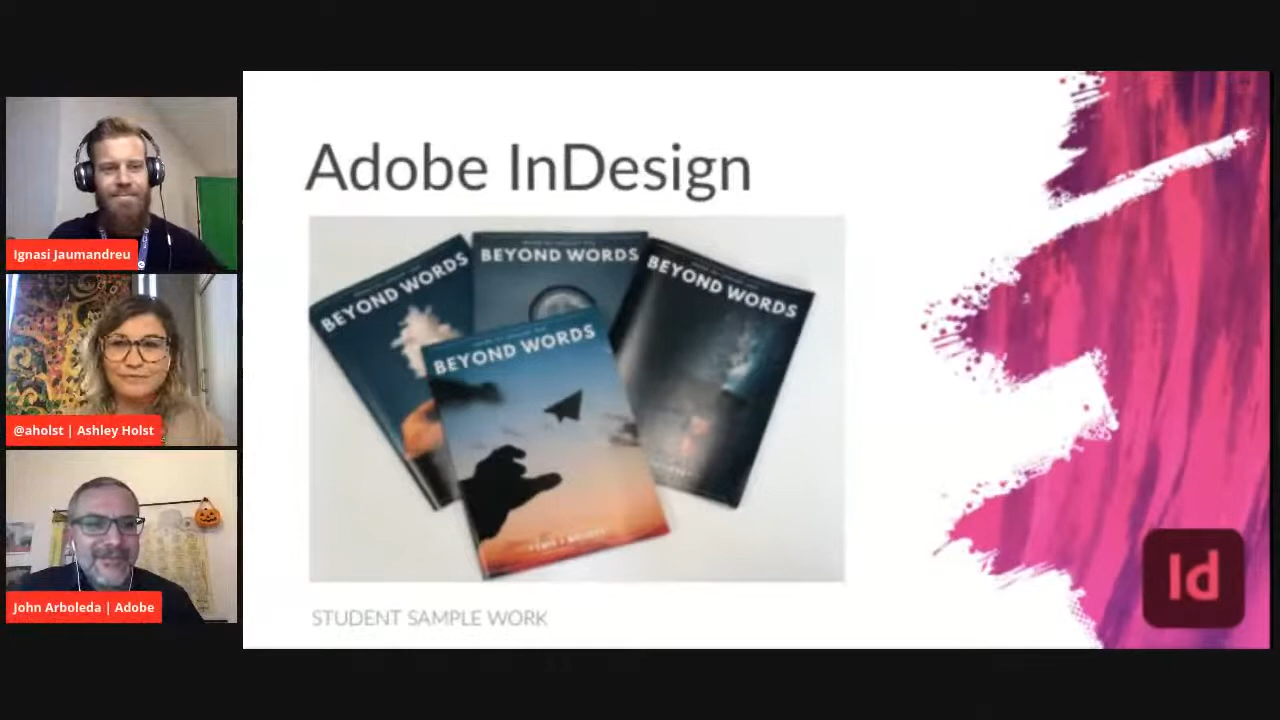 Adobe InDesign
BEYOND WORDS
BEYOND WORDS
BEYOND WORDS
BEYOND WORDS
STUDENT SAMPLE WORK
Id
Ignasi Jaumandreu
@aholst | Ashley Holst
John Arboleda | Adobe